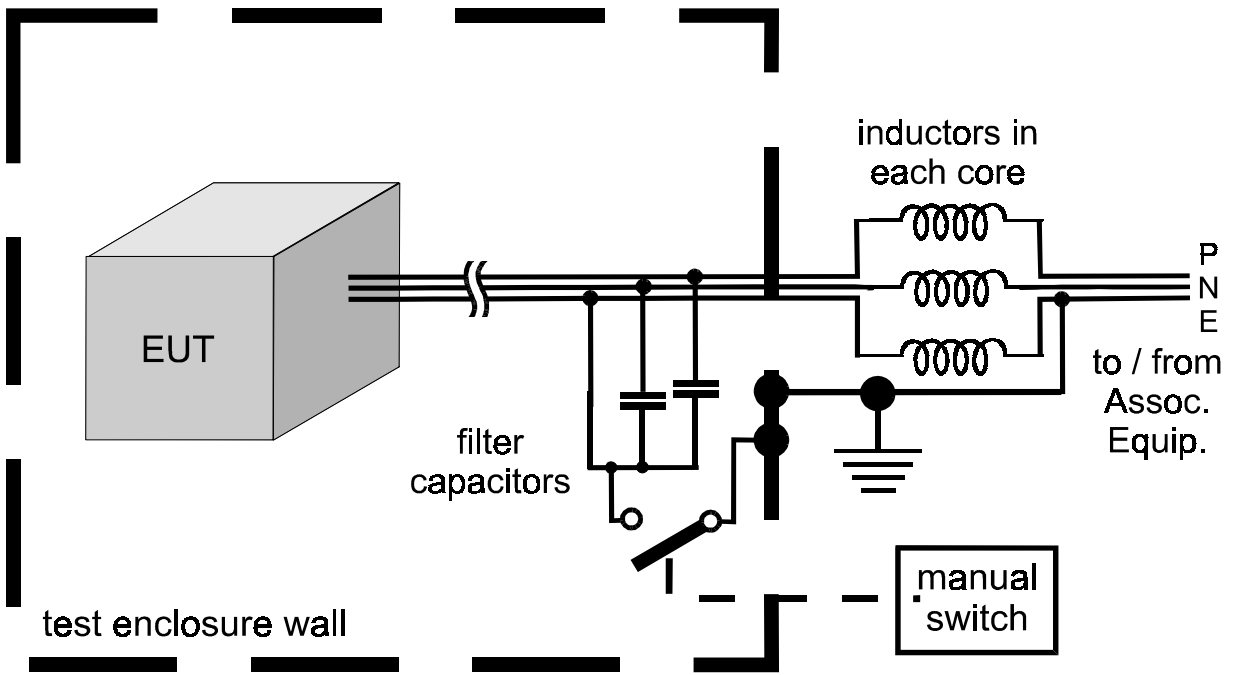 inductors in
each core
P
N
E
to / from
Assoc.
Equip.
EUT
filter
capacitors
manual
switch
test enclosure wall